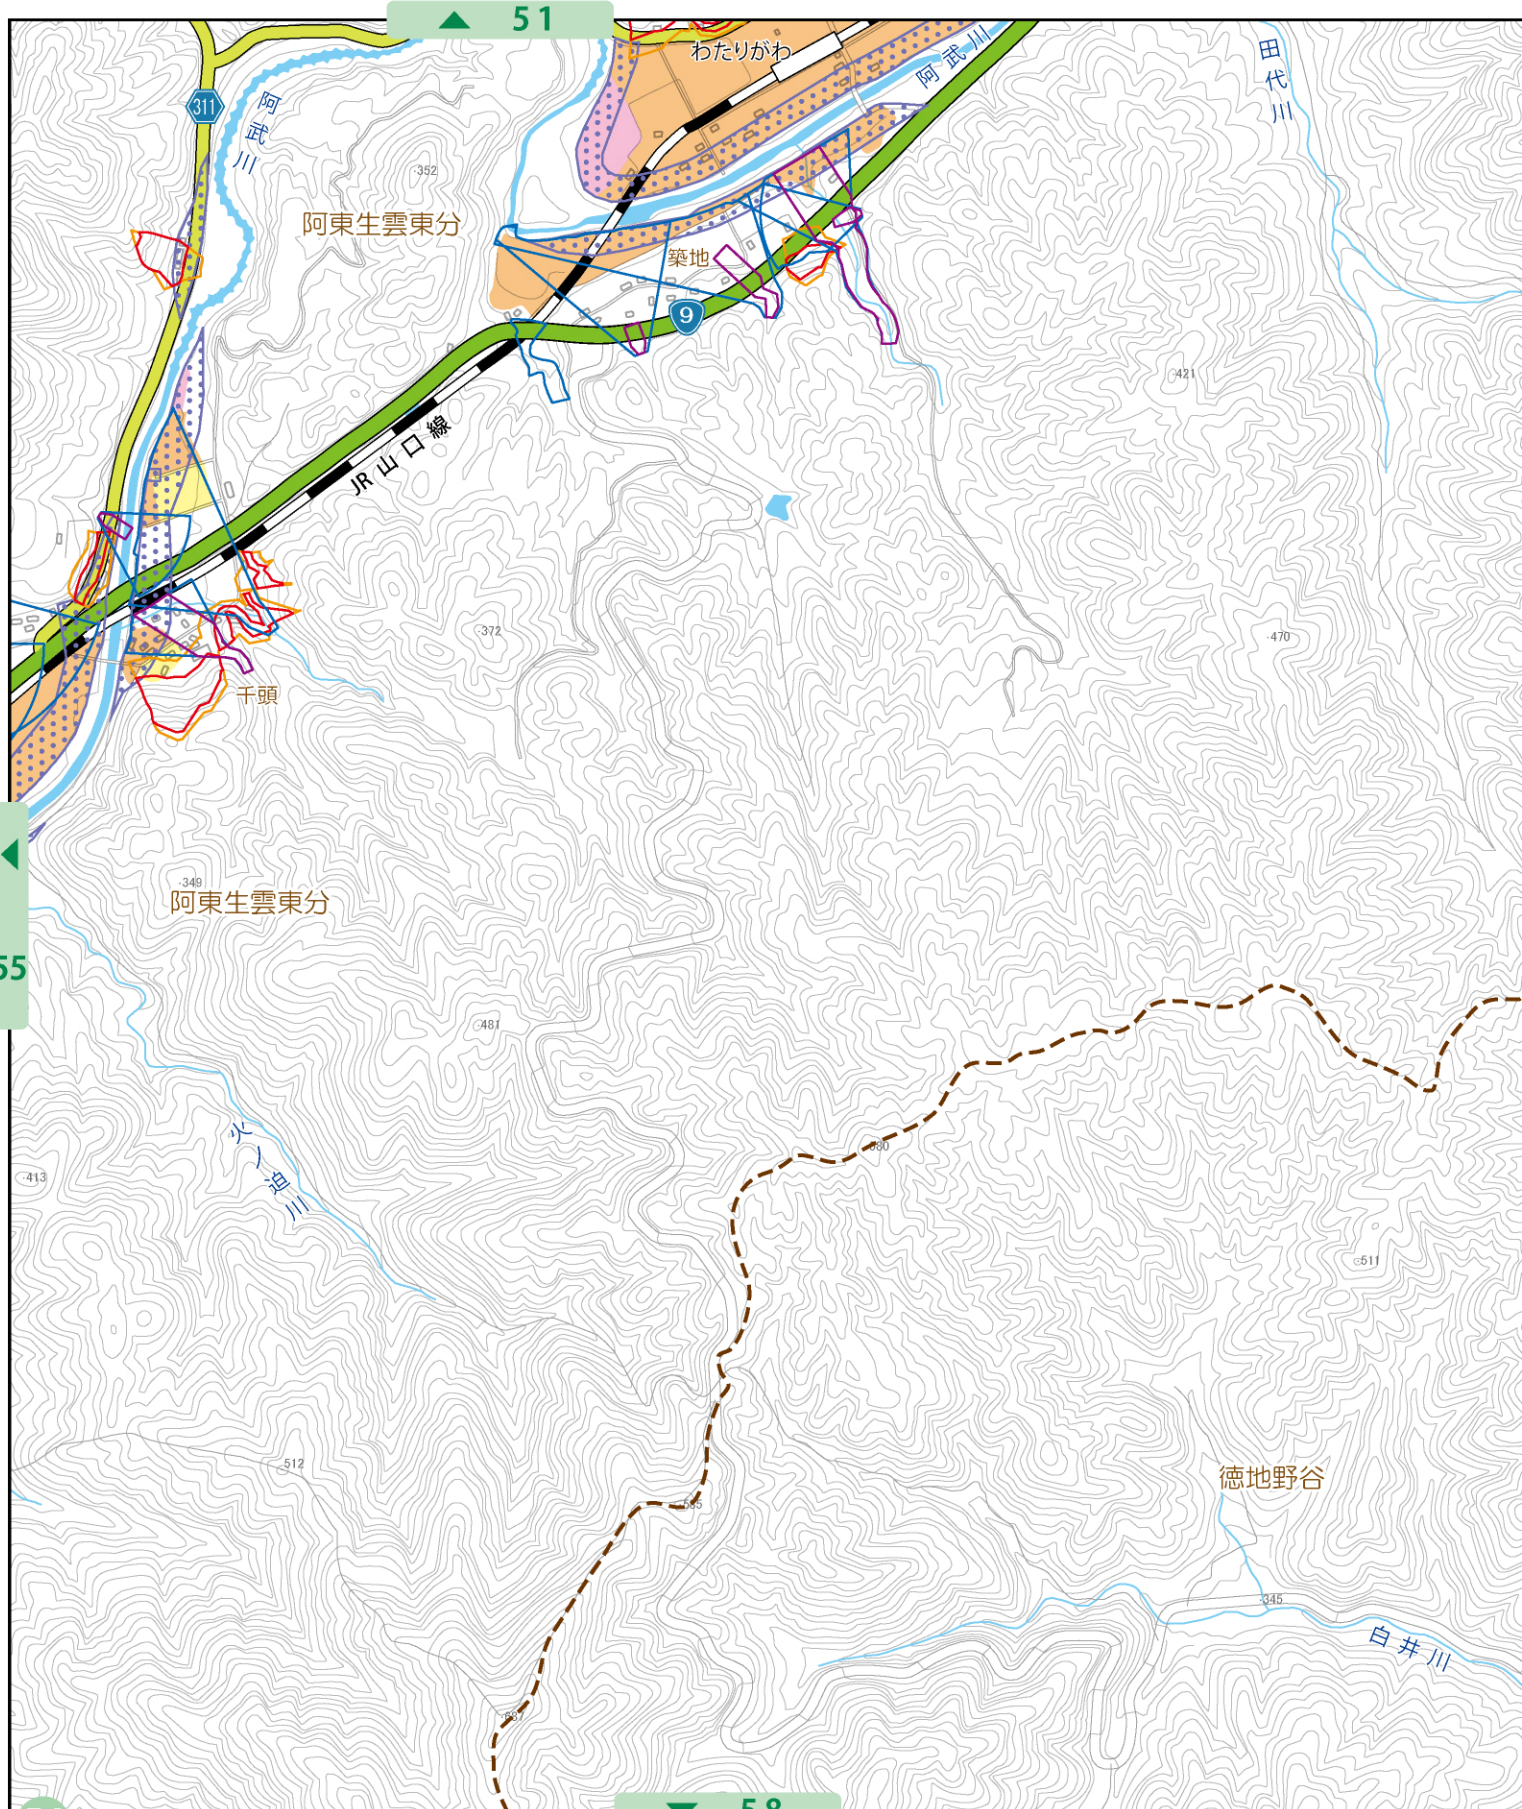 51
わたりがわ
阿武川
田代川
311
阿武川
・352
阿東生雲東分
築地
9
・421
JR山口線
・372
・470
千頭
・349
阿東生雲東分
55
・481
・680
火ノ迫川
・413
・511
・512
徳地野谷
・345
白井川
58